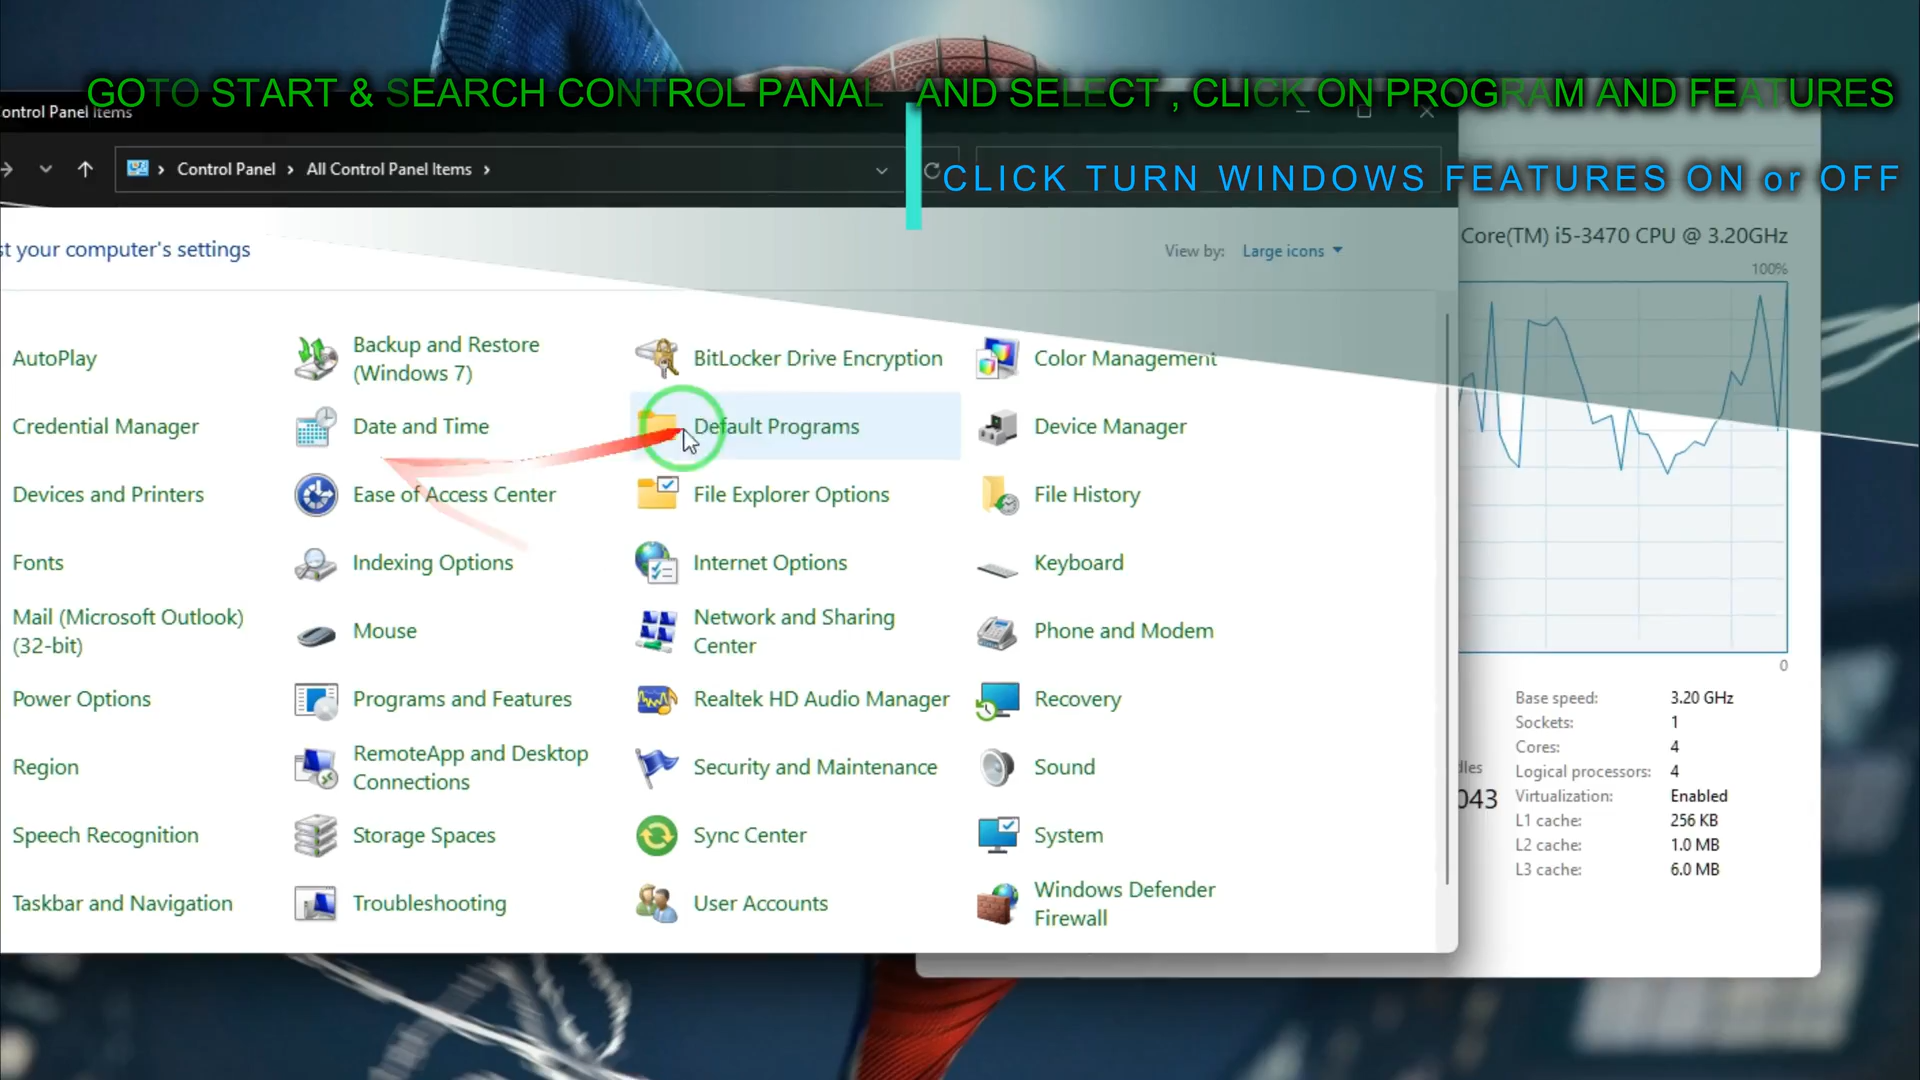 GOTO START & SEARCH CONTROL PANAL AND SELECT , CLICK ON PROGRAM AND FEATURES
ontrol Panel Items
Control Panel
All Control Panel Items
CLICK TURN WINDOWS FEATURES ON or OFF
st your computer's settings
View by:
Large icons
Core(TM) i5-3470 CPU @ 3.20GHz
100%
AutoPlay
Backup and Restore
(Windows 7)
BitLocker Drive Encryption
Color Management
Credential Manager
Date and Time
Default Programs
Device Manager
Devices and Printers
Ease of Access Center
File Explorer Options
File History
Fonts
Indexing Options
Internet Options
Keyboard
Mail (Microsoft Outlook)
(32-bit)
Mouse
Network and Sharing
Center
Phone and Modem
Power Options
Programs and Features
Realtek HD Audio Manager
Recovery
Region
RemoteApp and Desktop
Connections
Security and Maintenance
Sound
Speech Recognition
Storage Spaces
Sync Center
System
Taskbar and Navigation
Troubleshooting
User Accounts
Windows Defender
Firewall
0
Base speed: 3.20 GHz
Sockets: 1
Cores: 4
dles
Logical processors: 4
043
Virtualization: Enabled
L1 cache: 256 KB
L2 cache: 1.0 MB
L3 cache: 6.0 MB